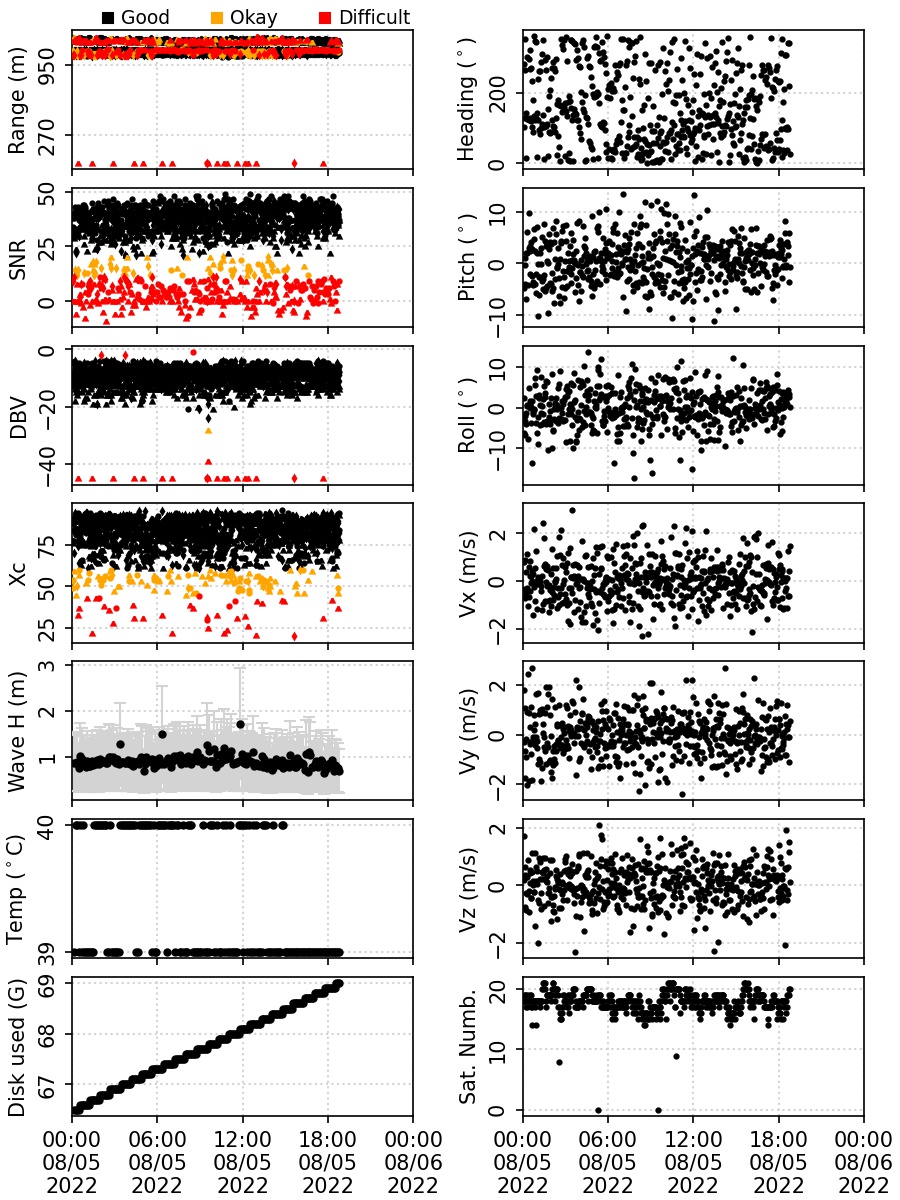 Good Okay Difficult
Range (m)
950
270
Heading (°)
200
0
SNR
50
25
0
Pitch (°)
10
0
−10
DBV
0
−20
−40
Roll (°)
10
0
−10
Xc
75
50
25
Vx (m/s)
2
0
−2
Wave H (m)
3
2
1
Vy (m/s)
2
0
−2
Temp (°C)
40
39
Vz (m/s)
2
0
−2
Disk used (G)
69
68
67
Sat. Numb.
20
10
0
00:00 06:00 12:00 18:00 00:00
08/05 08/05 08/05 08/05 08/06
2022 2022 2022 2022 2022
00:00 06:00 12:00 18:00 00:00
08/05 08/05 08/05 08/05 08/06
2022 2022 2022 2022 2022